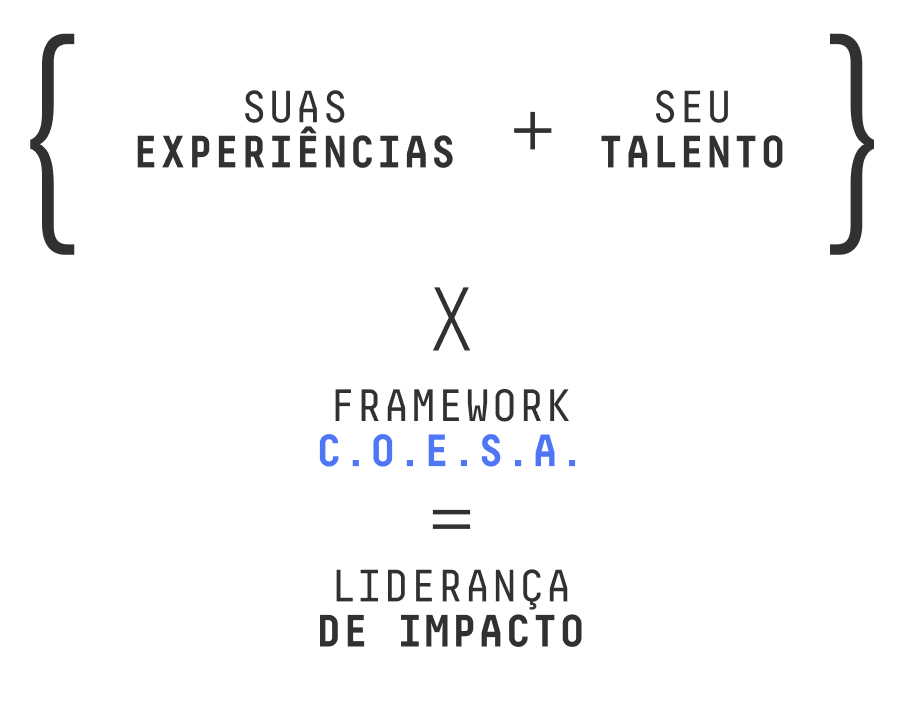 { SUAS + SEU }
EXPERIÊNCIAS TALENTO
X
FRAMEWORK
C.O.E.S.A.
=
LIDERANÇA
DE IMPACTO